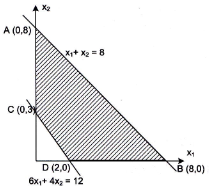 x₂
A (0,8)
x₁+ x₂ = 8
C (0,3)
x₁
D (2,0)
B (8,0)
6x₁+ 4x₂ = 12